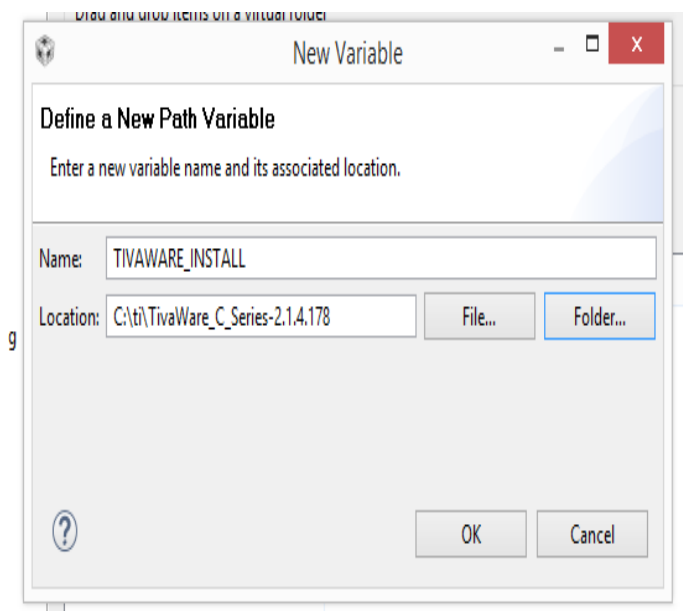 Drag and drop items on a virtual folder
New Variable
Define a New Path Variable
Enter a new variable name and its associated location.
Name: TIVAWARE_INSTALL
Location: C:\ti\TivaWare_C_Series-2.1.4.178 File... Folder...
g
? OK Cancel